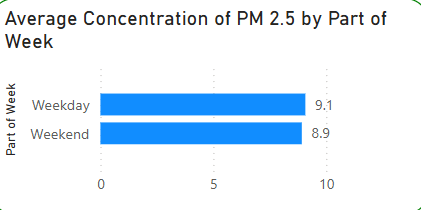 Average Concentration of PM 2.5 by Part of
Week
Part of Week
Weekday 9.1
Weekend 8.9
0 5 10